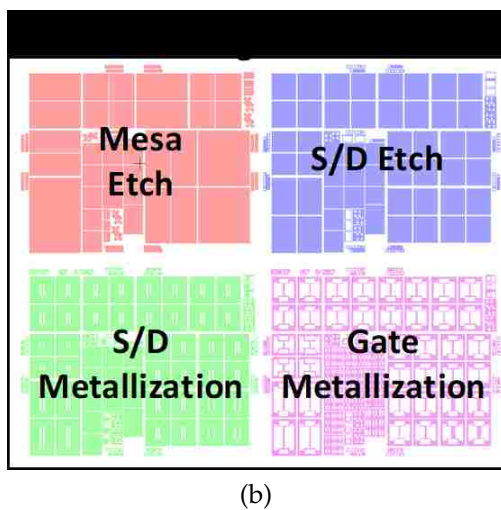 Mesa
Etch
S/D Etch
S/D
Metallization
Gate
Metallization
(b)